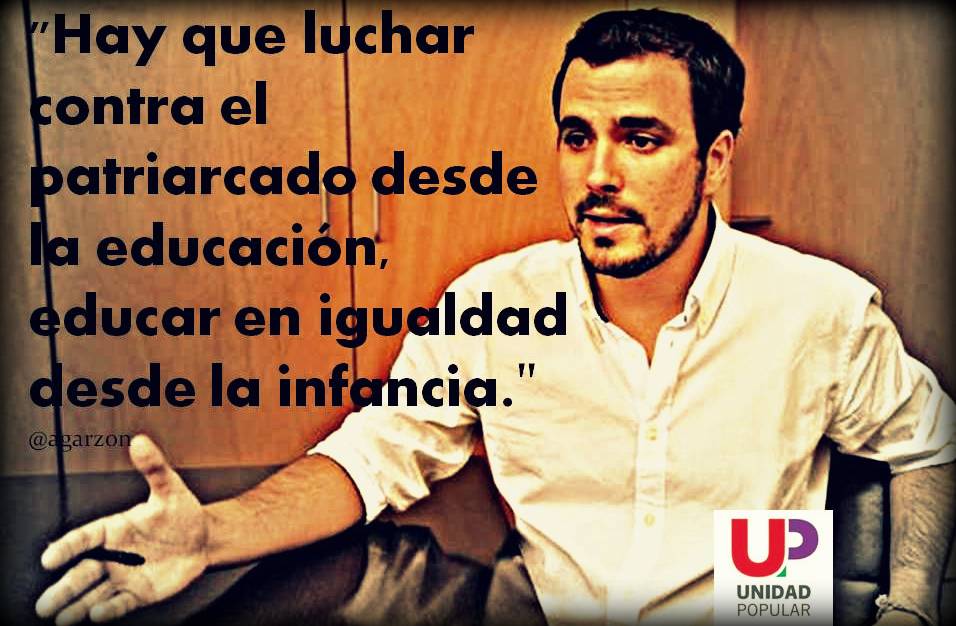 "Hay que luchar
contra el
patriarcado desde
la educación,
educar en igualdad
desde la infancia."
@agarzon
UP
UNIDAD
POPULAR